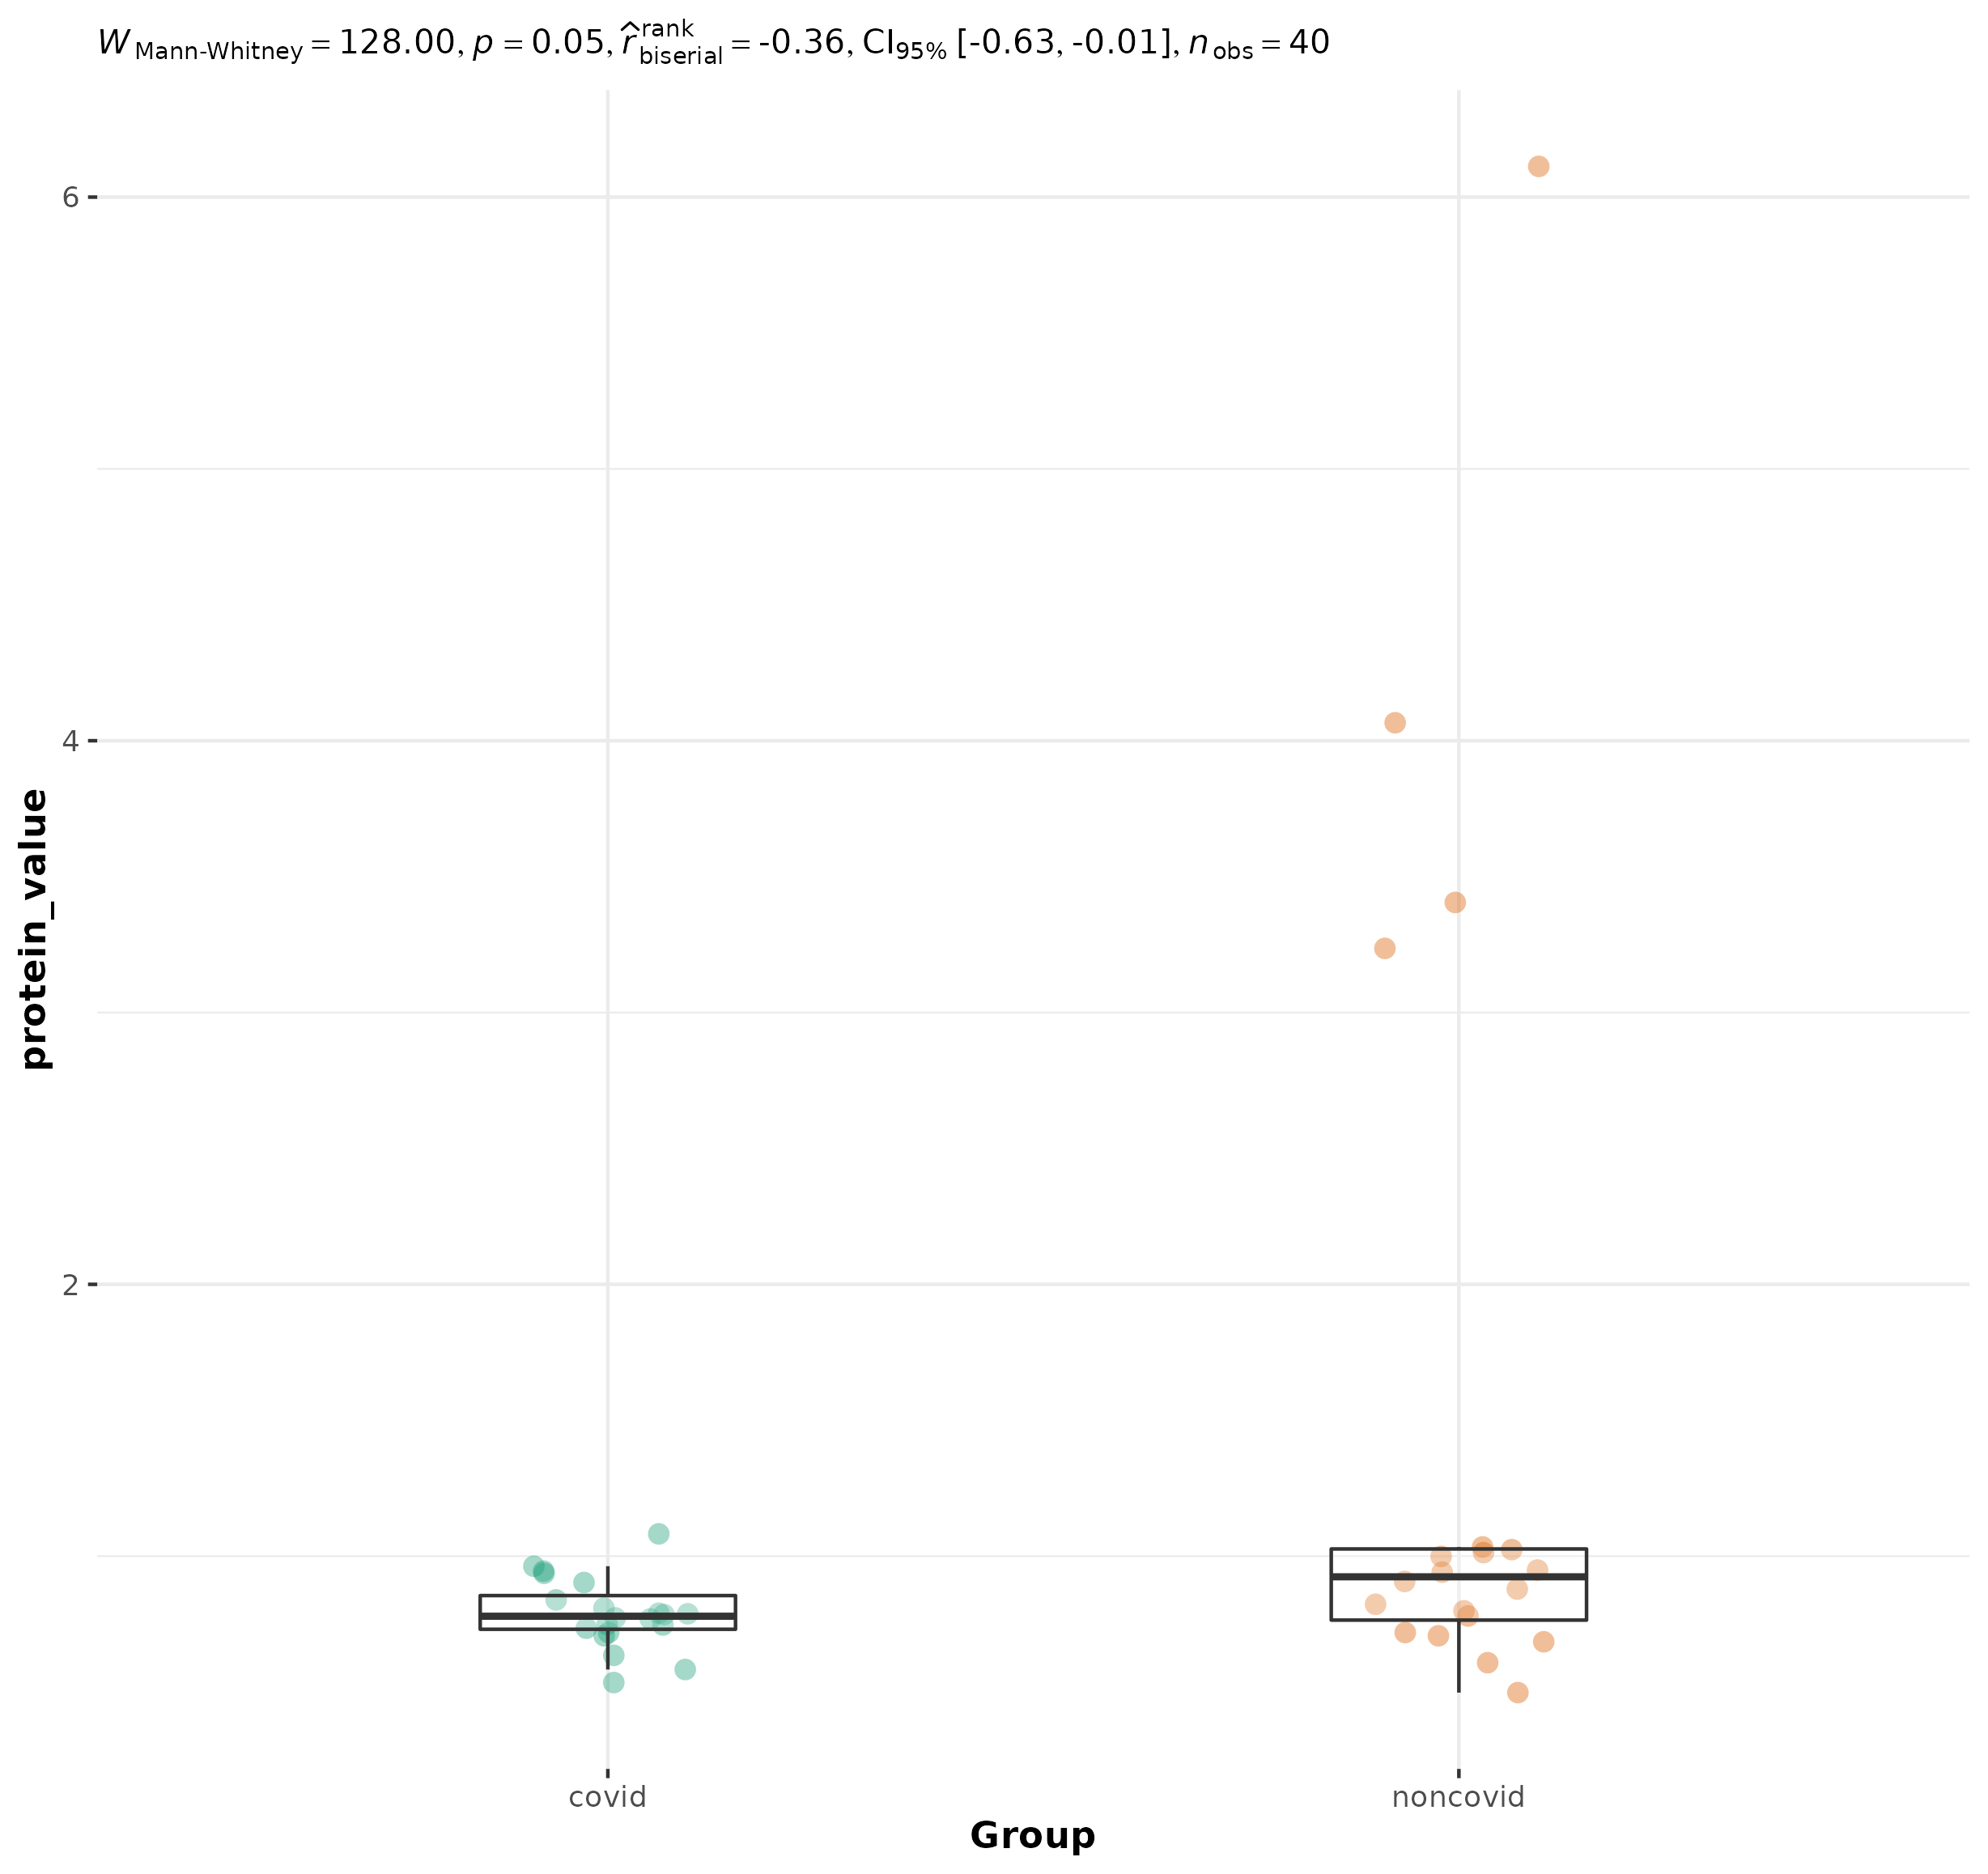 W Mann-Whitney = 128.00, p = 0.05, r̂ rank biserial = -0.36, CI95% [-0.63, -0.01], n obs = 40
6
4
2
protein_value
covid
noncovid
Group